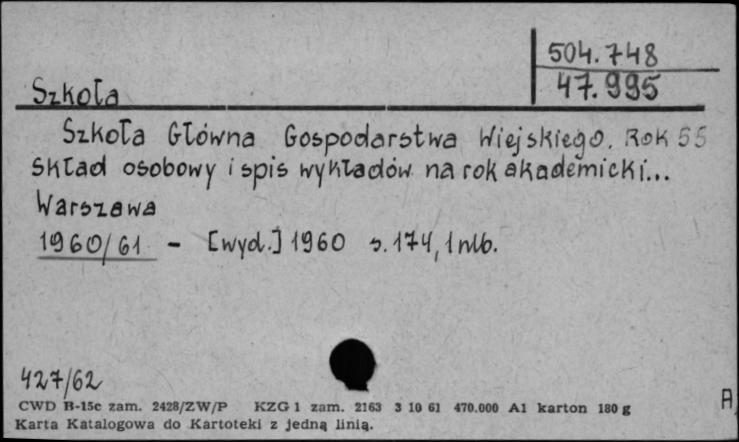 504.748
47.995
Szkoła
Szkoła Główna Gospodarstwa Wiejskiego. Rok 55
Skład osobowy i spis wykładów na rok akademicki...
Warszawa
1960/61 - [wyd.] 1960 s. 174, 1 nlb.
427/62
CWD B-15c zam. 2428/ZW/P KZG 1 zam. 2163 3 10 61 470.000 A1 karton 180 g
Karta Katalogowa do Kartoteki z jedną linią.
A